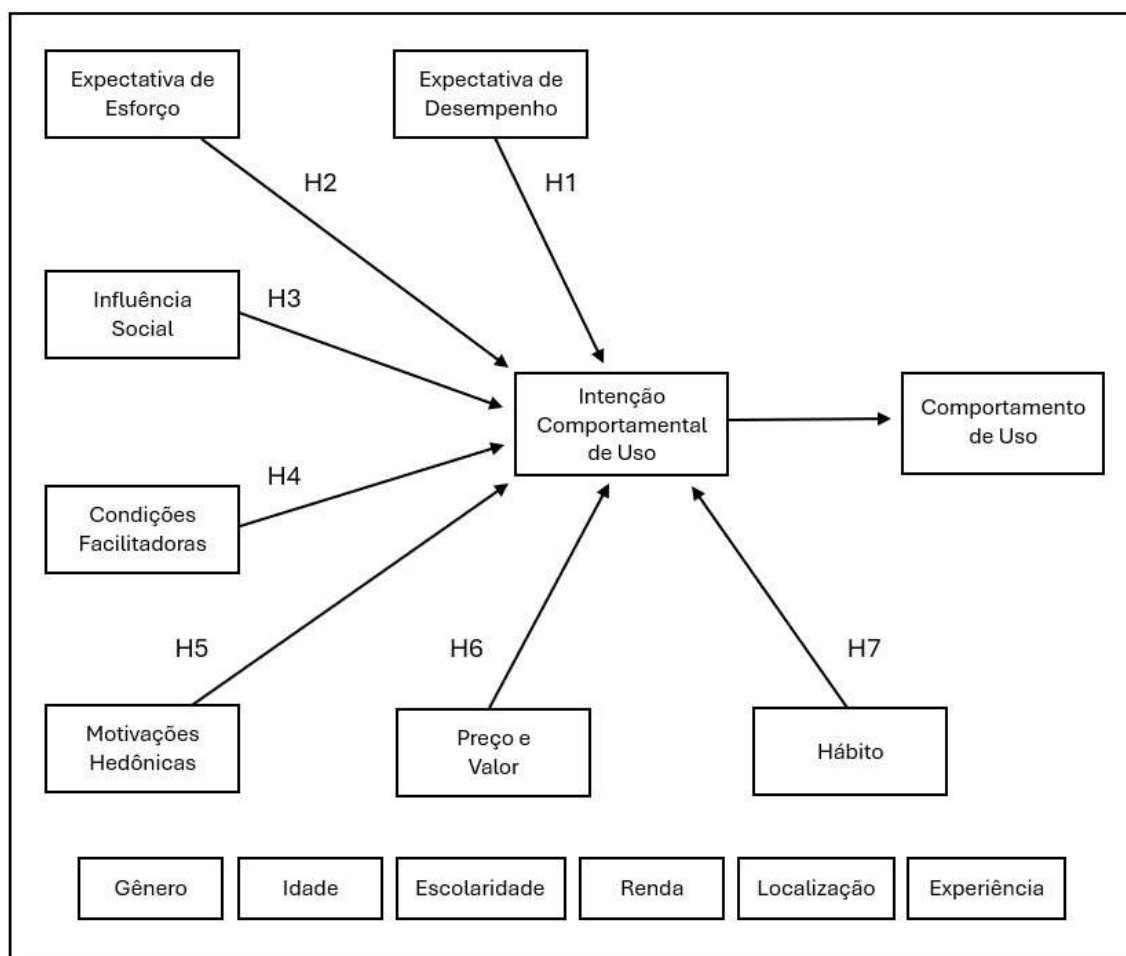 Expectativa de
Esforço
Expectativa de
Desempenho
H2
H1
Influência
Social
H3
Intenção
Comportamental
de Uso
Comportamento
de Uso
Condições
Facilitadoras
H4
H5
H6
H7
Motivações
Hedônicas
Preço e
Valor
Hábito
Gênero
Idade
Escolaridade
Renda
Localização
Experiência